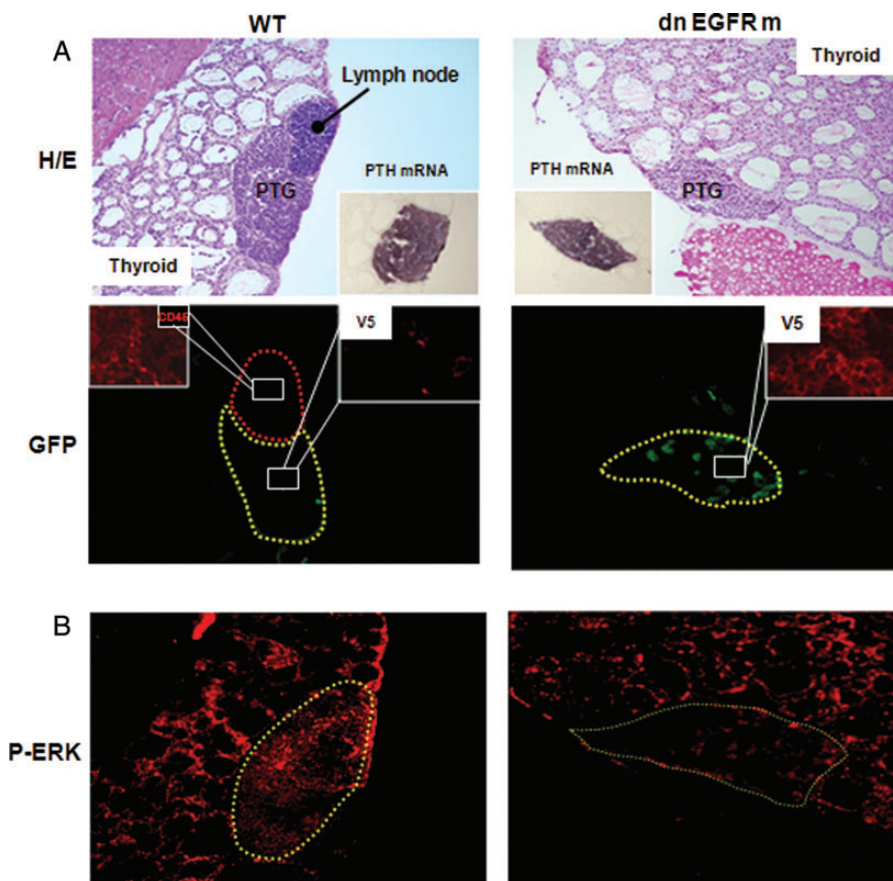 WT
dn EGFR m
A
Thyroid
Lymph node
H/E
PTG
PTH mRNA
PTH mRNA
PTG
Thyroid
CD45
V5
V5
GFP
B
P-ERK